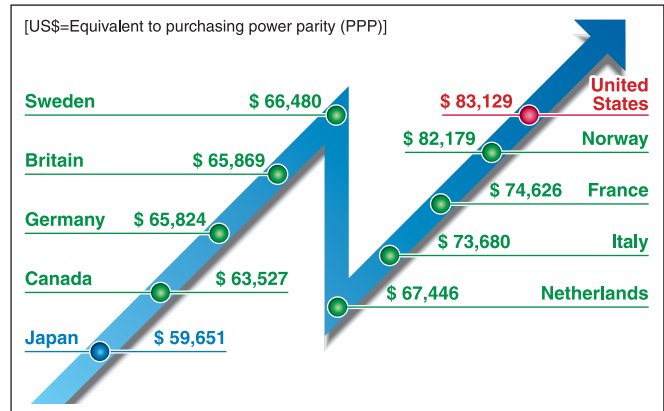 [US$=Equivalent to purchasing power parity (PPP)]
Sweden $ 66,480
Britain $ 65,869
Germany $ 65,824
Canada $ 63,527
Japan $ 59,651
$ 83,129 United
States
$ 82,179 Norway
$ 74,626 France
$ 73,680 Italy
$ 67,446 Netherlands